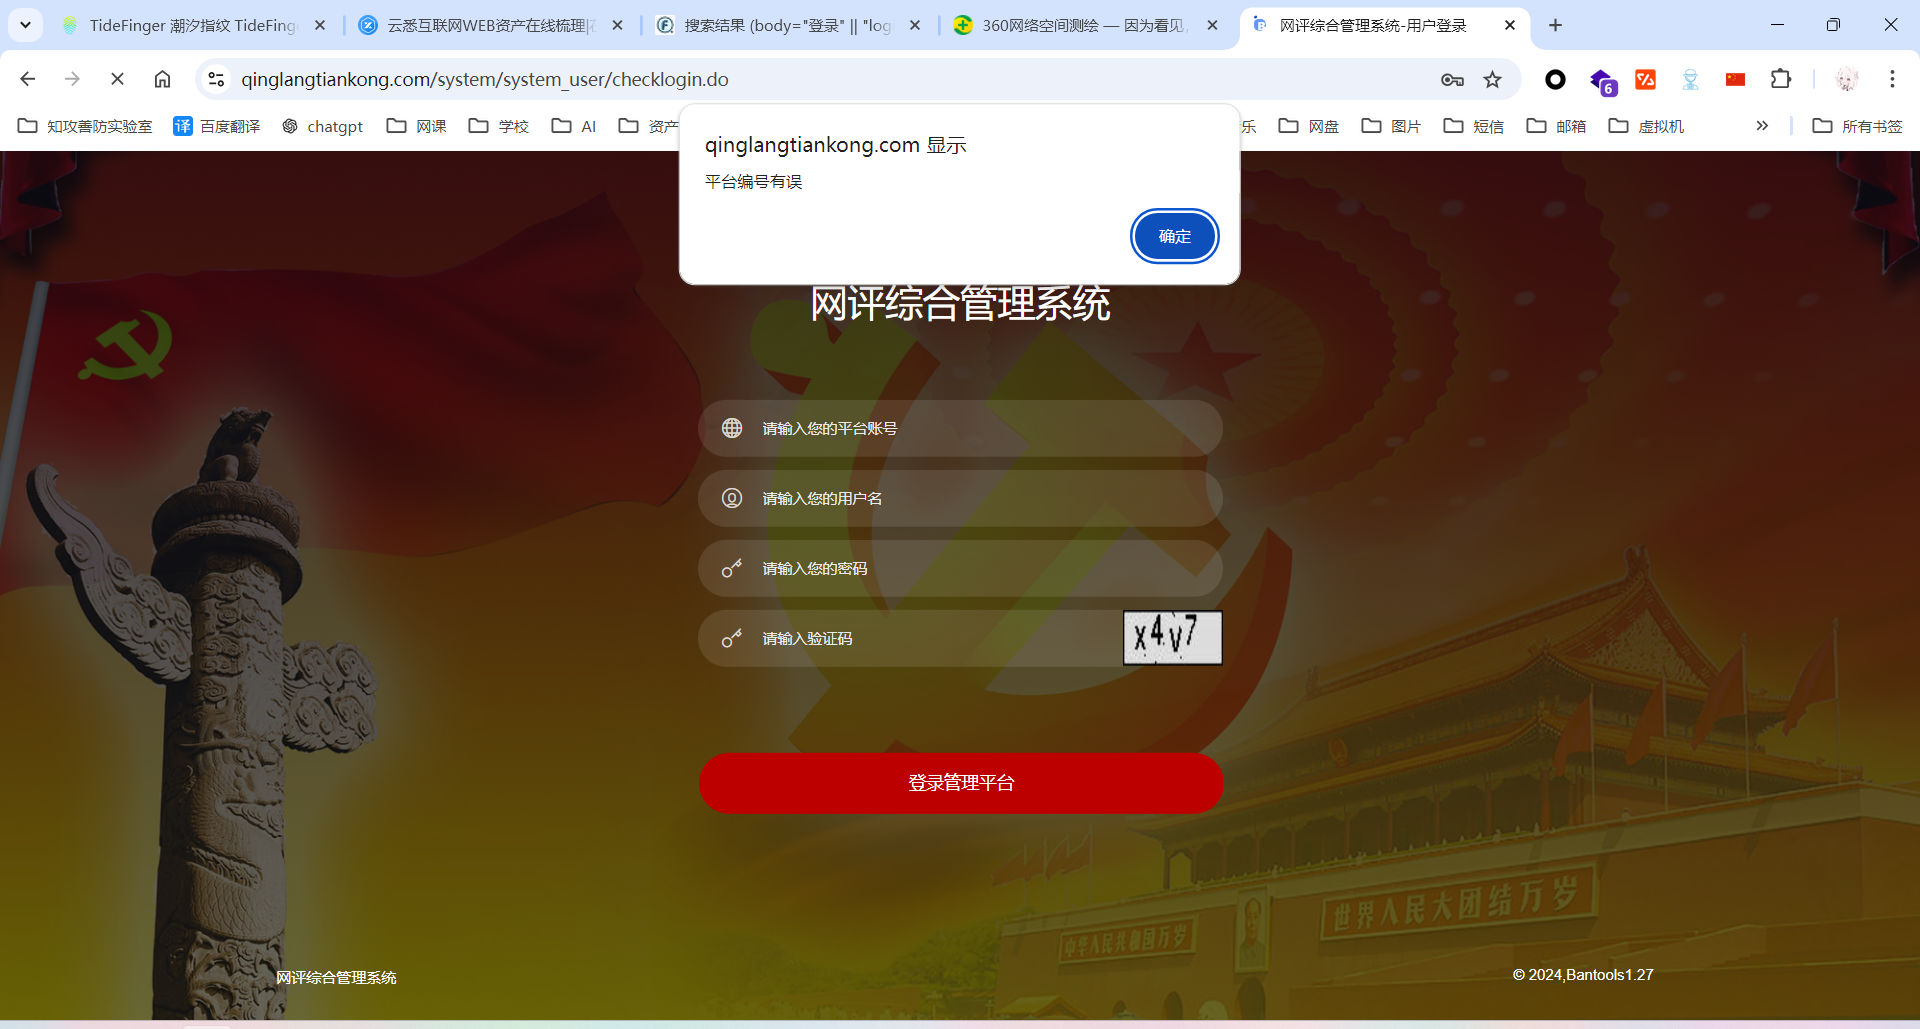 TideFinger 潮汐指纹 TideFing
云悉互联网WEB资产在线梳理|在
搜索结果 (body="登录" || "log
360网络空间测绘 — 因为看见,
网评综合管理系统-用户登录
qinglangtiankong.com/system/system_user/checklogin.do
6
知攻善防实验室
译 百度翻译
chatgpt
网课
学校
AI
资产
乐
网盘
图片
短信
邮箱
虚拟机
所有书签
qinglangtiankong.com 显示
平台编号有误
确定
网评综合管理系统
请输入您的平台账号
请输入您的用户名
请输入您的密码
请输入验证码
x4v7
登录管理平台
中华人民共和国万岁
世界人民大团结万岁
网评综合管理系统
© 2024,Bantools1.27